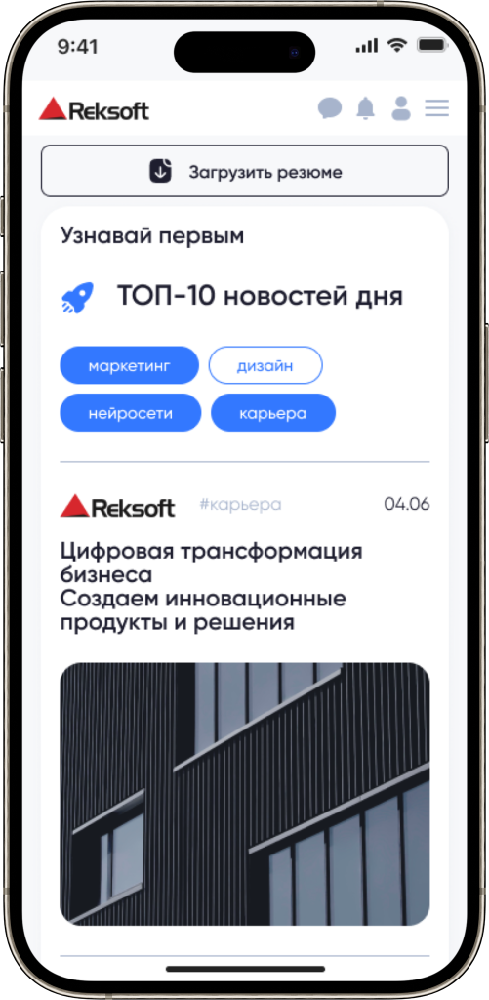 9:41
Reksoft
Загрузить резюме
Узнавай первым
ТОП-10 новостей дня
маркетинг дизайн
нейросети карьера
Reksoft #карьера 04.06
Цифровая трансформация
бизнеса
Создаем инновационные
продукты и решения